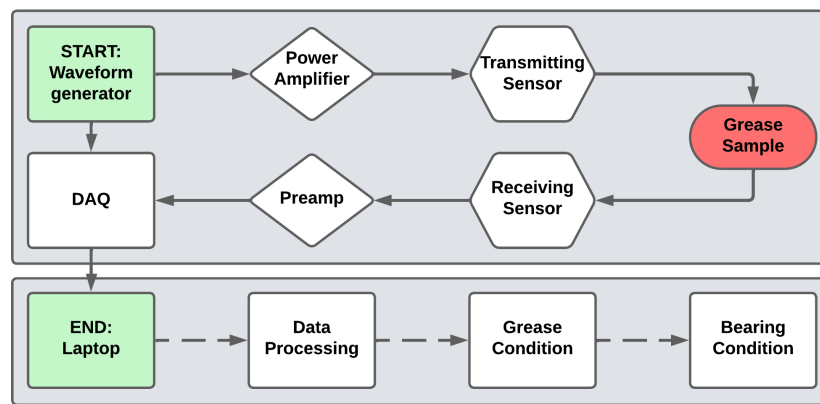 START:
Waveform
generator
Power
Amplifier
Transmitting
Sensor
Grease
Sample
DAQ
Preamp
Receiving
Sensor
END:
Laptop
Data
Processing
Grease
Condition
Bearing
Condition